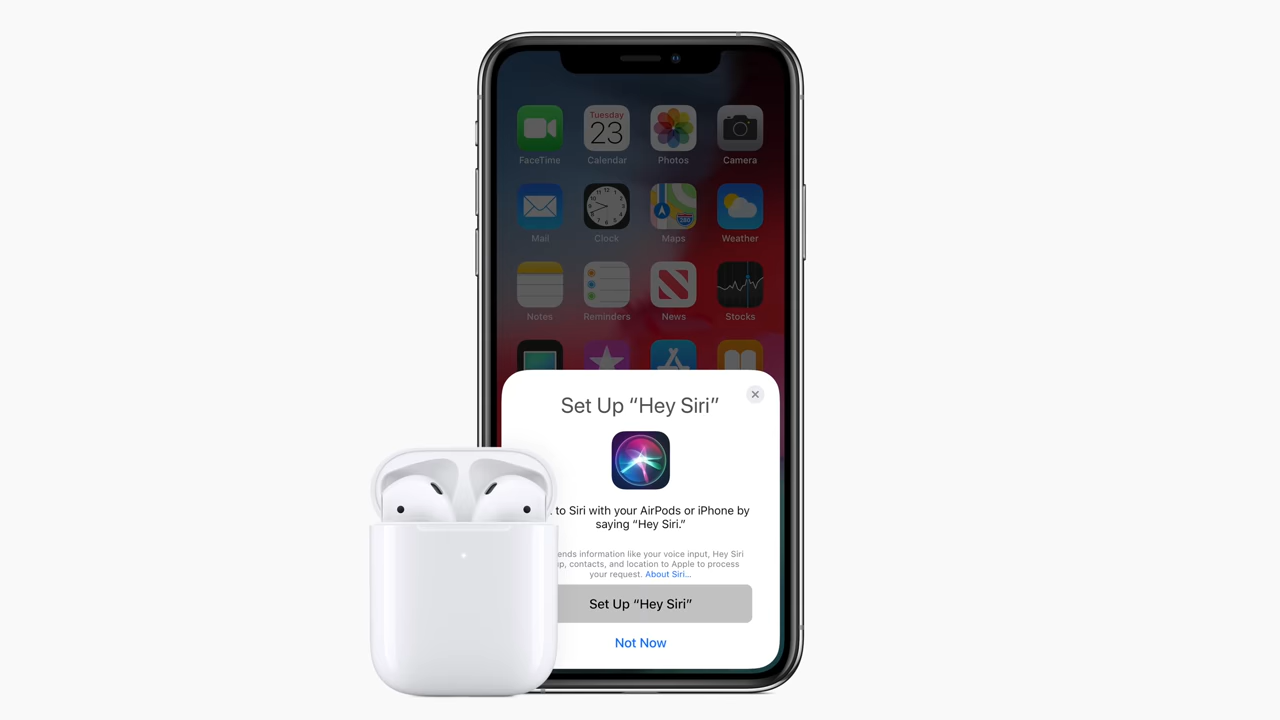 FaceTime
Tuesday
23
Calendar
Photos
Camera
Mail
12
Clock
280
Maps
Weather
Notes
Reminders
News
Stocks
Set Up “Hey Siri”
to Siri with your AirPods or iPhone by
saying “Hey Siri.”
information like your voice input, Hey Siri
contacts, and location to Apple to process
your request. About Siri...
Set Up “Hey Siri”
Not Now